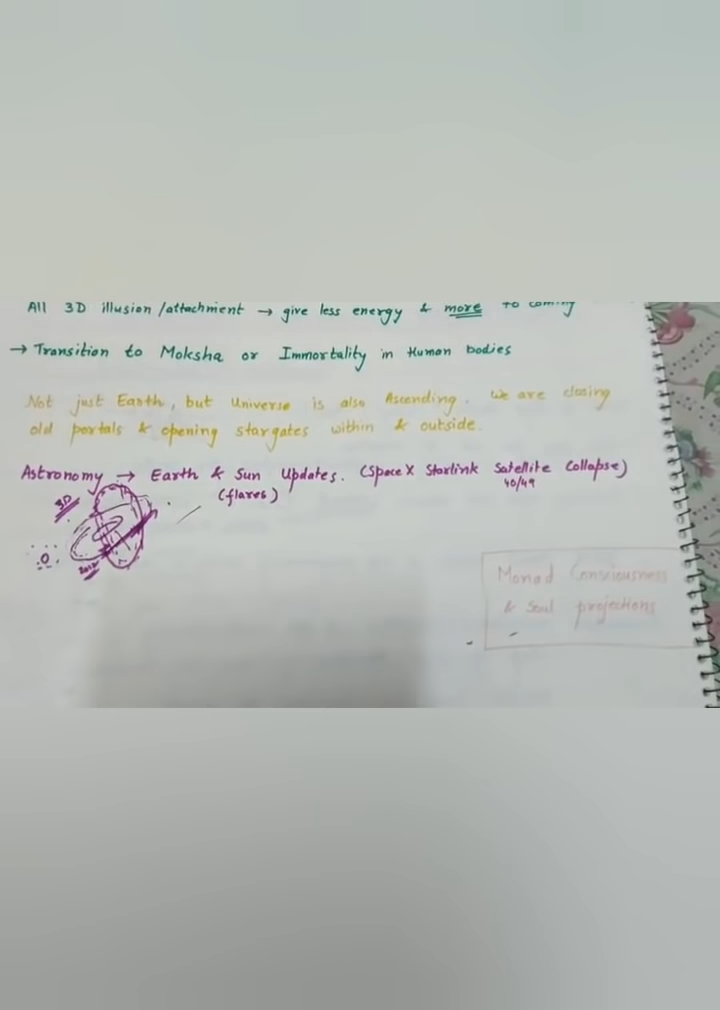 All 3D illusion/attachment → give less energy & more to coming
→ Transition to Moksha or Immortality in Human bodies
Not just Earth, but Universe is also Ascending. We are closing
old portals & opening stargates within & outside.
Astronomy → Earth & Sun Updates. (SpaceX Starlink Satellite Collapse)
(flares) 40/49
3D
Monad Consciousness
& Soul projections